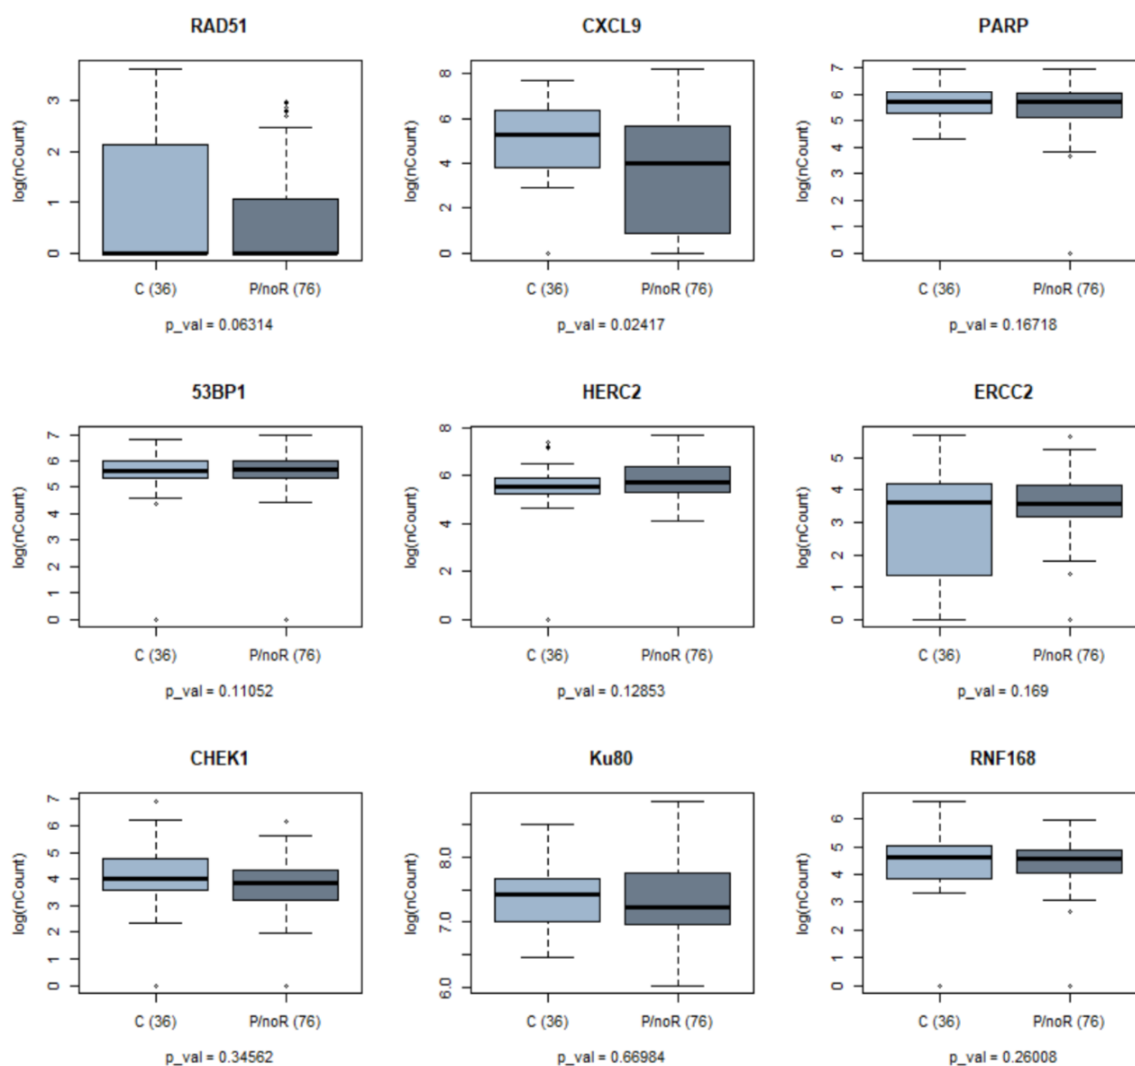 RAD51 CXCL9 PARP
log(nCount) 0 1 2 3 log(nCount) 0 2 4 6 8 log(nCount) 0 1 2 3 4 5 6 7
C (36) P/noR (76) C (36) P/noR (76) C (36) P/noR (76)
p_val = 0.06314 p_val = 0.02417 p_val = 0.16718
53BP1 HERC2 ERCC2
log(nCount) 0 1 2 3 4 5 6 7 log(nCount) 0 2 4 6 8 log(nCount) 0 1 2 3 4 5
C (36) P/noR (76) C (36) P/noR (76) C (36) P/noR (76)
p_val = 0.11052 p_val = 0.12853 p_val = 0.169
CHEK1 Ku80 RNF168
log(nCount) 0 1 2 3 4 5 6 7 log(nCount) 6.0 7.0 8.0 log(nCount) 0 1 2 3 4 5 6
C (36) P/noR (76) C (36) P/noR (76) C (36) P/noR (76)
p_val = 0.34562 p_val = 0.66984 p_val = 0.26008